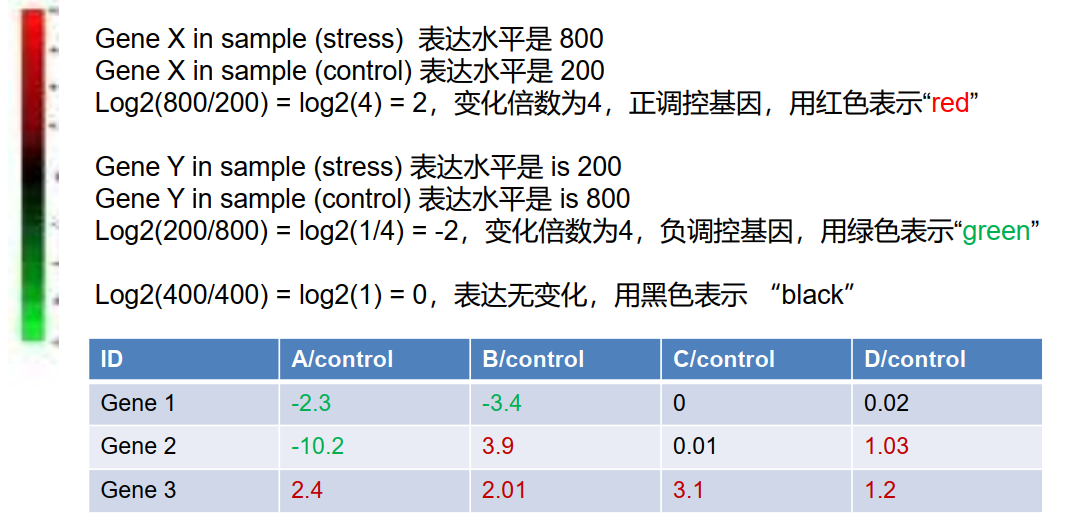 Gene X in sample (stress) 表达水平是 800
Gene X in sample (control) 表达水平是 200
Log2(800/200) = log2(4) = 2，变化倍数为4，正调控基因，用红色表示“red”
Gene Y in sample (stress) 表达水平是 is 200
Gene Y in sample (control) 表达水平是 is 800
Log2(200/800) = log2(1/4) = -2，变化倍数为4，负调控基因，用绿色表示“green”
Log2(400/400) = log2(1) = 0，表达无变化，用黑色表示 “black”
ID A/control B/control C/control D/control
Gene 1 -2.3 -3.4 0 0.02
Gene 2 -10.2 3.9 0.01 1.03
Gene 3 2.4 2.01 3.1 1.2